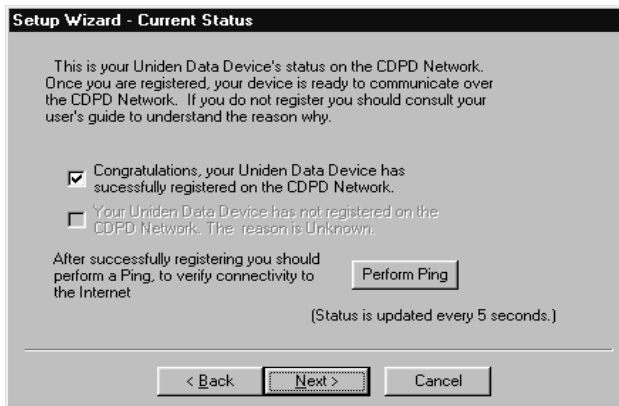 Setup Wizard - Current Status
This is your Uniden Data Device's status on the CDPD Network.
Once you are registered, your device is ready to communicate over
the CDPD Network.  If you do not register you should consult your
user's guide to understand the reason why.
Congratulations, your Uniden Data Device has
sucessfully registered on the CDPD Network.
Your Uniden Data Device has not registered on the
CDPD Network. The  reason is Unknown.
After successfully registering you should
perform a Ping, to verify connectivity to
the Internet
Perform Ping
(Status is updated every 5 seconds.)
< Back
Next >
Cancel